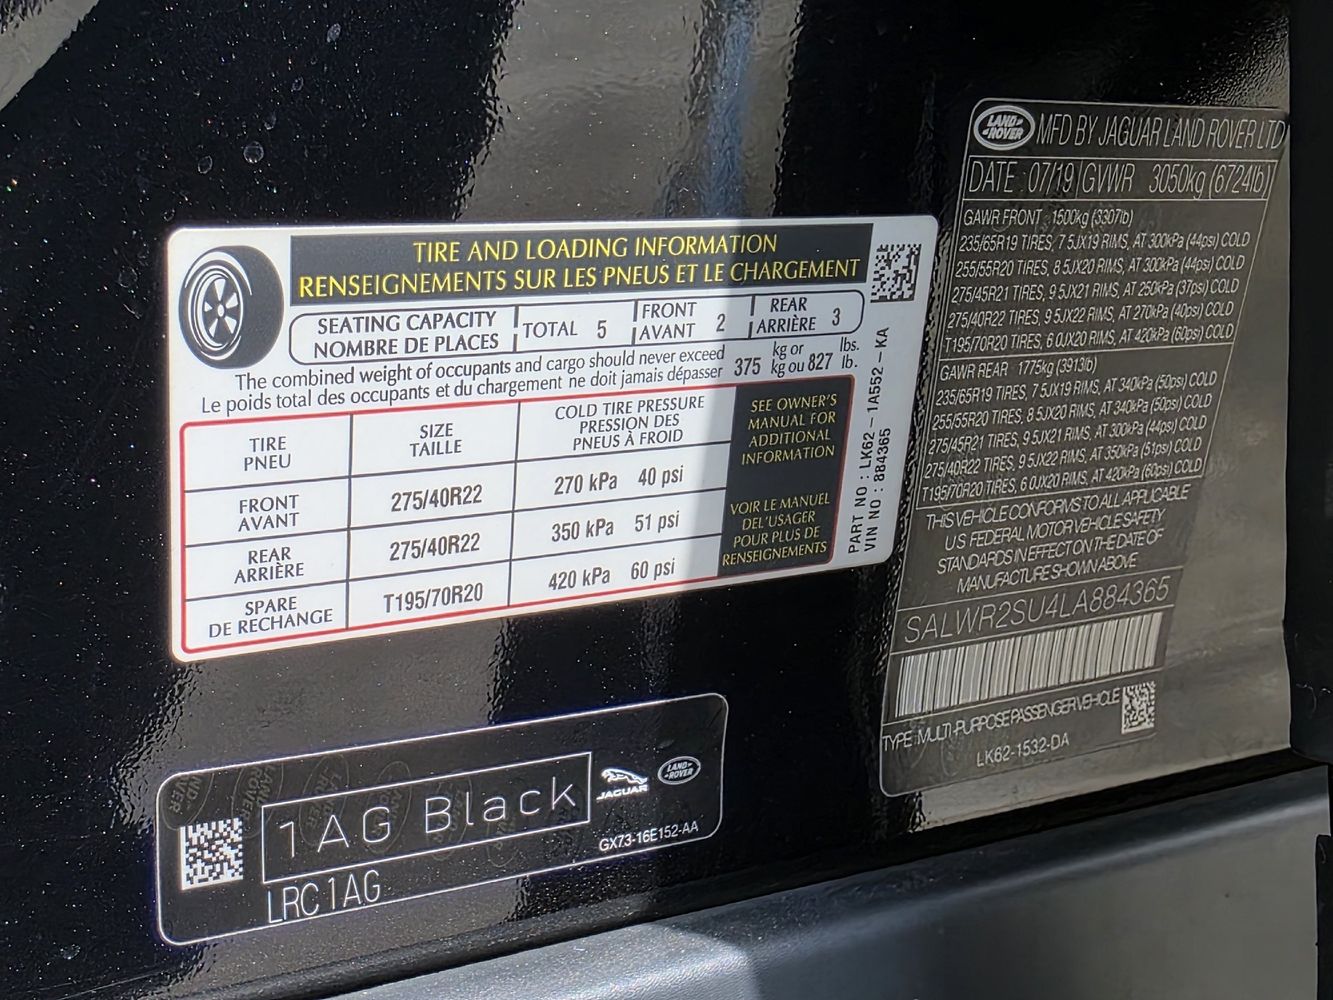 TIRE AND LOADING INFORMATION
RENSEIGNEMENTS SUR LES PNEUS ET LE CHARGEMENT
SEATING CAPACITY
NOMBRE DE PLACES
TOTAL 5
FRONT
AVANT 2
REAR
ARRIÈRE 3
The combined weight of occupants and cargo should never exceed 375 kg or 827 lbs.
Le poids total des occupants et du chargement ne doit jamais dépasser kg ou lb.
TIRE
PNEU
SIZE
TAILLE
COLD TIRE PRESSURE
PRESSION DES
PNEUS À FROID
FRONT
AVANT
275/40R22
270 kPa 40 psi
REAR
ARRIÈRE
275/40R22
350 kPa 51 psi
SPARE
DE RECHANGE
T195/70R20
420 kPa 60 psi
SEE OWNER'S
MANUAL FOR
ADDITIONAL
INFORMATION
VOIR LE MANUEL
DEL'USAGER
POUR PLUS DE
RENSEIGNEMENTS
PART NO : LK62 - 1A552 - KA
VIN NO : 884365
LAND ROVER
MFD BY JAGUAR LAND ROVER LTD
DATE : 07/19 GVWR 3050kg (6724lb)
GAWR FRONT : 1500kg (3307lb)
235/65R19 TIRES, 7.5JX19 RIMS, AT 300kPa (44psi) COLD
255/55R20 TIRES, 8.5JX20 RIMS, AT 300kPa (44psi) COLD
275/45R21 TIRES, 9.5JX21 RIMS, AT 250kPa (37psi) COLD
275/40R22 TIRES, 9.5JX22 RIMS, AT 270kPa (40psi) COLD
T195/70R20 TIRES, 6.0JX20 RIMS, AT 420kPa (60psi) COLD
GAWR REAR : 1775kg (3913lb)
235/65R19 TIRES, 7.5JX19 RIMS, AT 340kPa (50psi) COLD
255/55R20 TIRES, 8.5JX20 RIMS, AT 340kPa (50psi) COLD
275/45R21 TIRES, 9.5JX21 RIMS, AT 300kPa (44psi) COLD
275/40R22 TIRES, 9.5JX22 RIMS, AT 350kPa (51psi) COLD
T195/70R20 TIRES, 6.0JX20 RIMS, AT 420kPa (60psi) COLD
THIS VEHICLE CONFORMS TO ALL APPLICABLE
U.S. FEDERAL MOTOR VEHICLE SAFETY
STANDARDS IN EFFECT ON THE DATE OF
MANUFACTURE SHOWN ABOVE
SALWR2SU4LA884365
TYPE : MULTI-PURPOSE PASSENGER VEHICLE
LK62-1532-DA
1AG Black
JAGUAR
LAND ROVER
LRC 1AG
GX73-16E152-AA